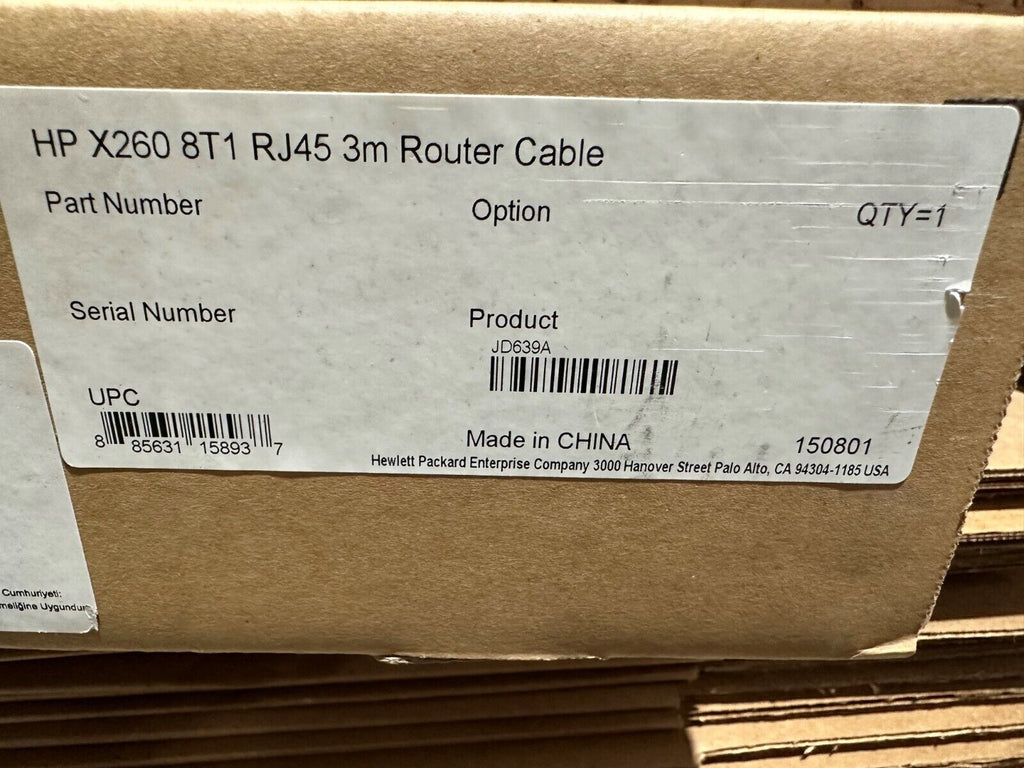 HP X260 8T1 RJ45 3m Router Cable
Part Number
Option
QTY=1
Serial Number
Product
JD639A
UPC
8 85631 15893 7
Made in CHINA
150801
Hewlett Packard Enterprise Company 3000 Hanover Street Palo Alto, CA 94304-1185 USA
Cumhuriyeti:
Uygundur